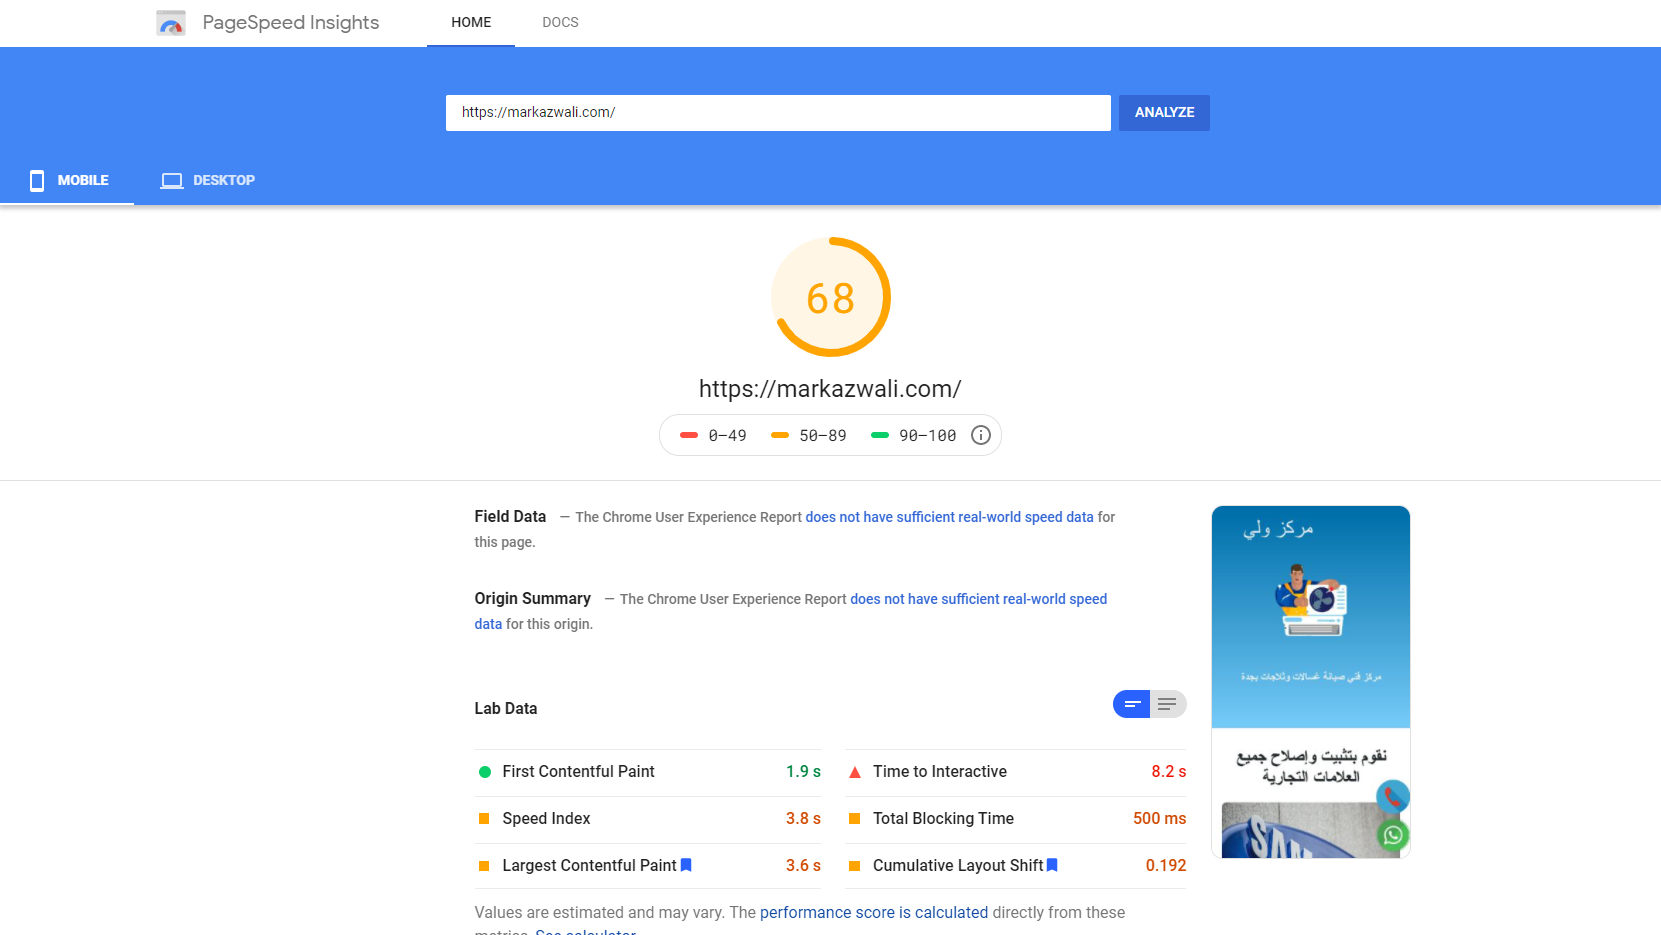 PageSpeed Insights
HOME
DOCS
https://markazwali.com/
ANALYZE
MOBILE
DESKTOP
68
https://markazwali.com/
0–49
50–89
90–100
Field Data — The Chrome User Experience Report does not have sufficient real-world speed data for
this page.
Origin Summary — The Chrome User Experience Report does not have sufficient real-world speed
data for this origin.
Lab Data
First Contentful Paint 1.9 s
Speed Index 3.8 s
Largest Contentful Paint 3.6 s
Time to Interactive 8.2 s
Total Blocking Time 500 ms
Cumulative Layout Shift 0.192
Values are estimated and may vary. The performance score is calculated directly from these
metrics. See calculator.
مركز ولي
مركز فني صيانة غسالات وثلاجات بجدة
نقوم بتثبيت وإصلاح جميع
العلامات التجارية
SAM